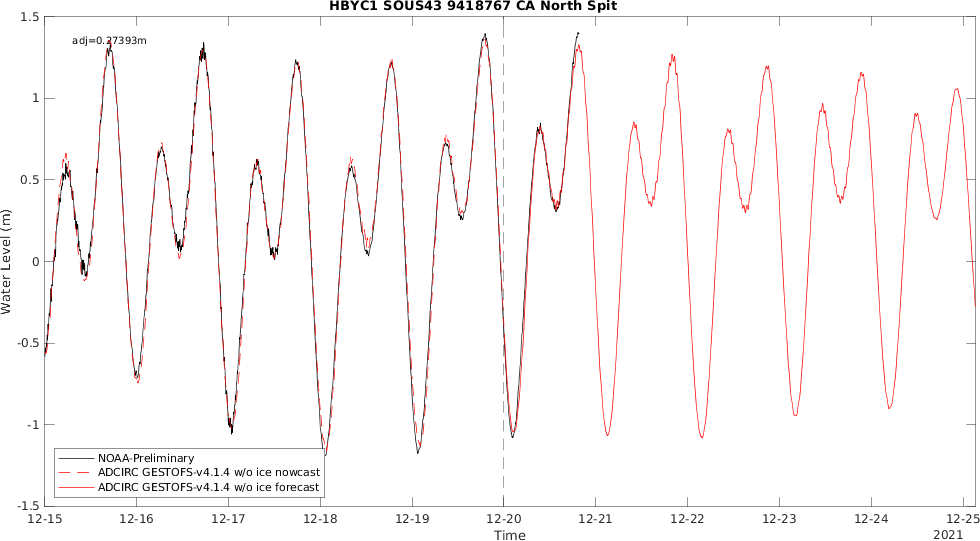 HBYC1 SOUS43 9418767 CA North Spit
adj=0.27393m
Water Level (m)
1.5
1
0.5
0
-0.5
-1
-1.5
NOAA-Preliminary
ADCIRC GESTOFS-v4.1.4 w/o ice nowcast
ADCIRC GESTOFS-v4.1.4 w/o ice forecast
12-15 12-16 12-17 12-18 12-19 12-20 12-21 12-22 12-23 12-24 12-25
Time
2021